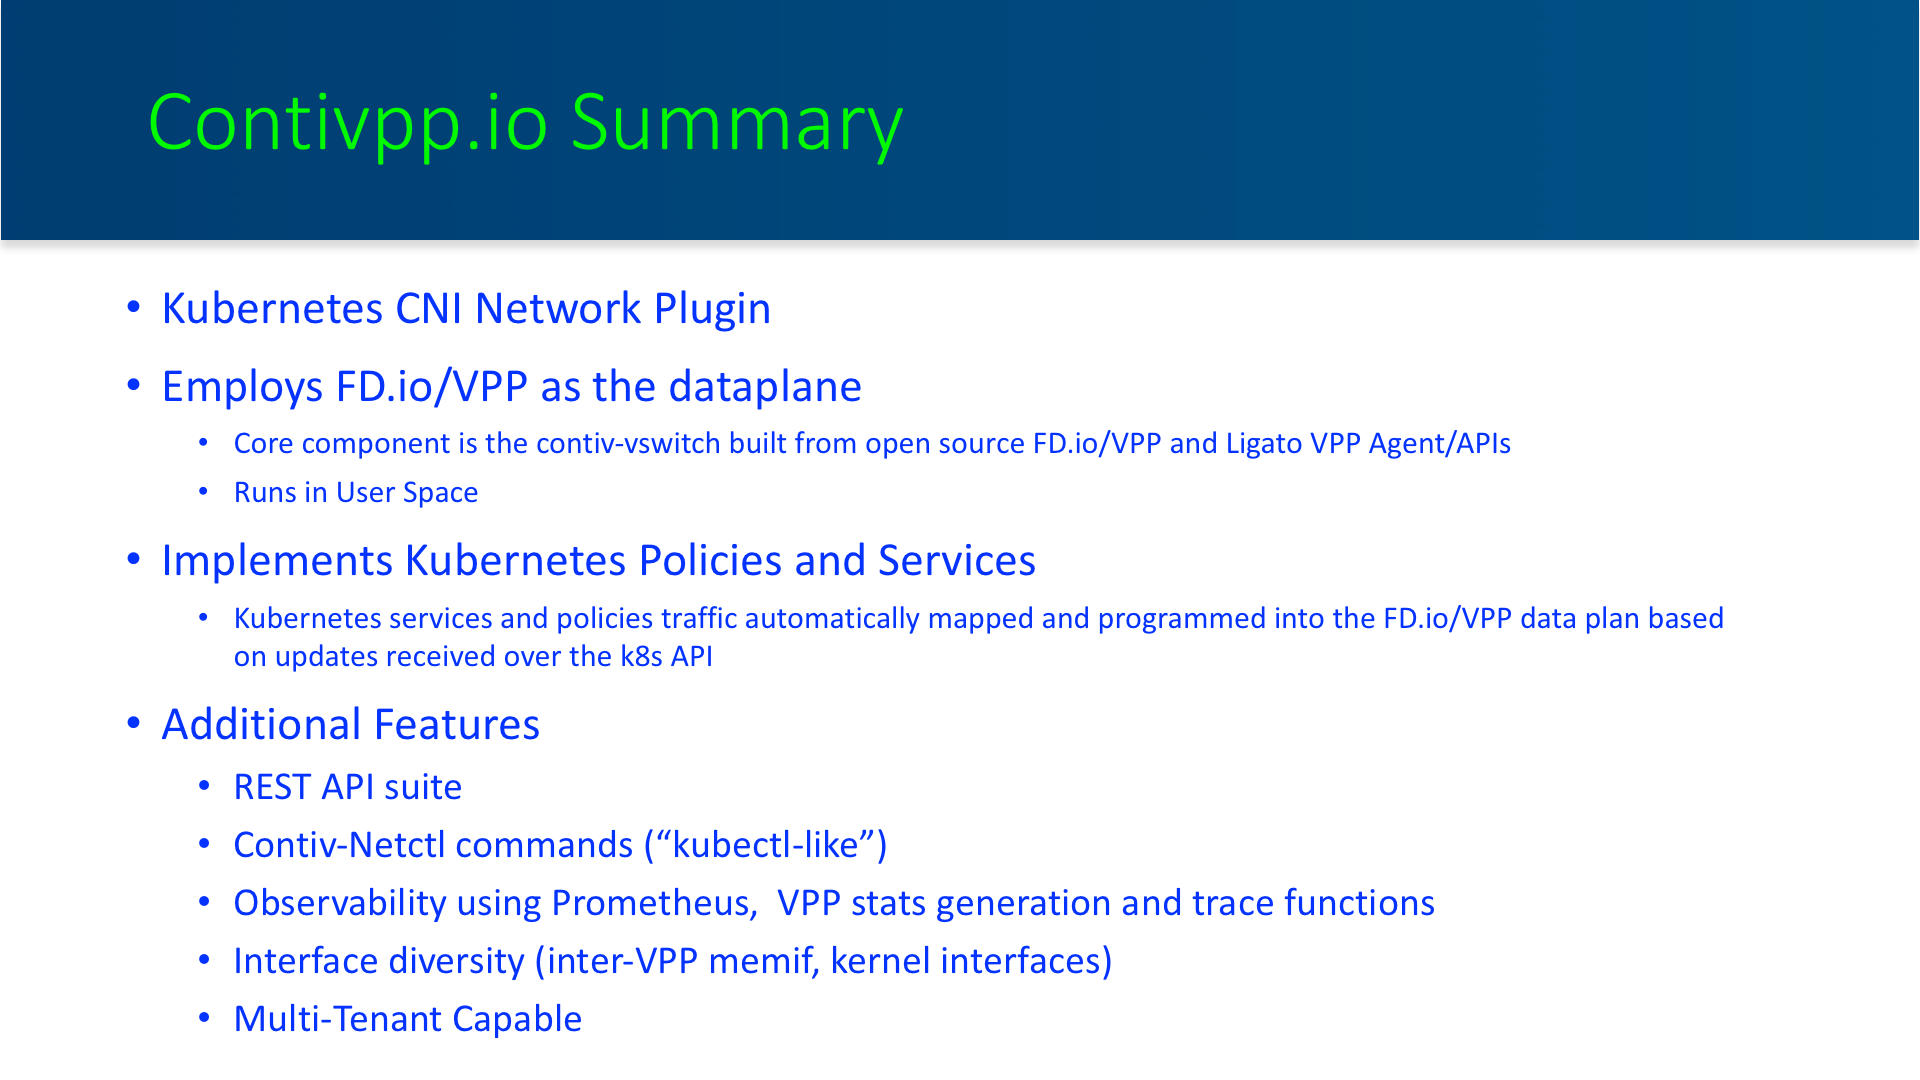 Contivpp.io Summary
• Kubernetes CNI Network Plugin
• Employs FD.io/VPP as the dataplane
• Core component is the contiv-vswitch built from open source FD.io/VPP and Ligato VPP Agent/APIs
• Runs in User Space
• Implements Kubernetes Policies and Services
• Kubernetes services and policies traffic automatically mapped and programmed into the FD.io/VPP data plan based
on updates received over the k8s API
• Additional Features
• REST API suite
• Contiv-Netctl commands (“kubectl-like”)
• Observability using Prometheus,  VPP stats generation and trace functions
• Interface diversity (inter-VPP memif, kernel interfaces)
• Multi-Tenant Capable